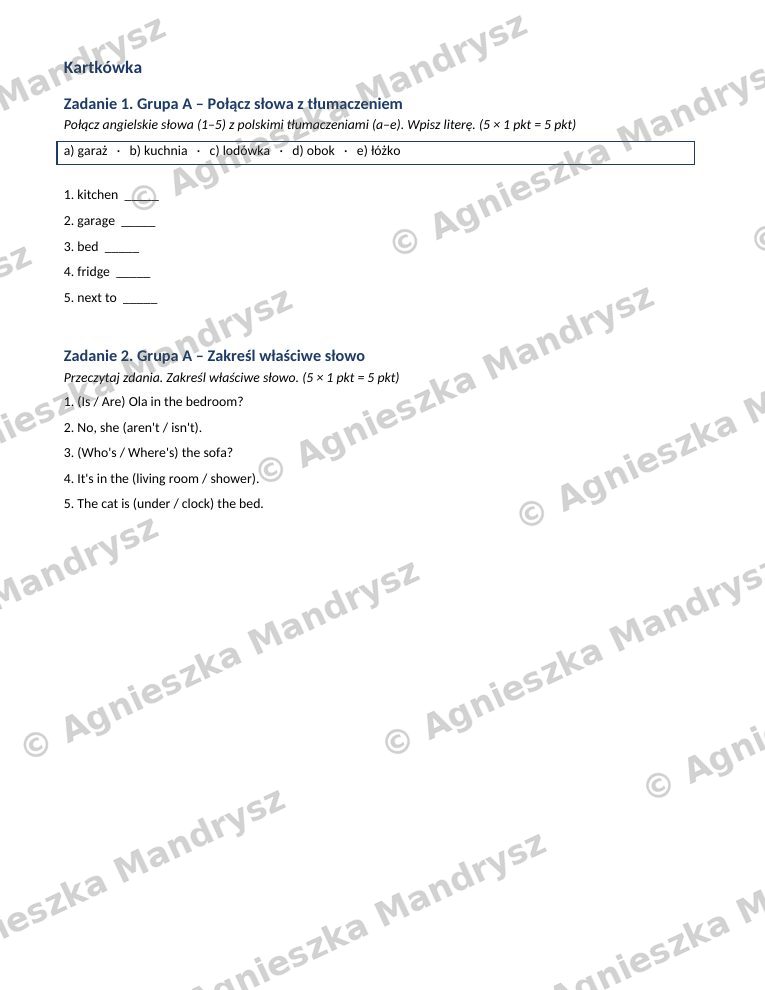 Kartkówka
Zadanie 1. Grupa A – Połącz słowa z tłumaczeniem
Połącz angielskie słowa (1–5) z polskimi tłumaczeniami (a–e). Wpisz literę. (5 × 1 pkt = 5 pkt)
a) garaż · b) kuchnia · c) lodówka · d) obok · e) łóżko
1. kitchen _____
2. garage _____
3. bed _____
4. fridge _____
5. next to _____
Zadanie 2. Grupa A – Zakreśl właściwe słowo
Przeczytaj zdania. Zakreśl właściwe słowo. (5 × 1 pkt = 5 pkt)
1. (Is / Are) Ola in the bedroom?
2. No, she (aren't / isn't).
3. (Who's / Where's) the sofa?
4. It's in the (living room / shower).
5. The cat is (under / clock) the bed.
© Agnieszka Mandrysz